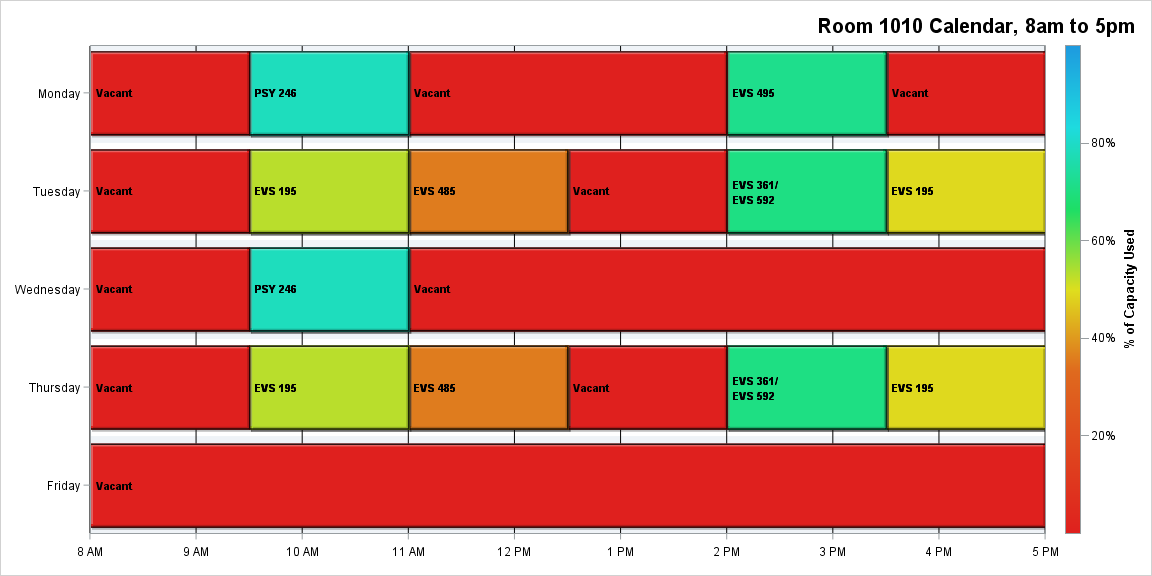 Room 1010 Calendar, 8am to 5pm
Monday
Vacant
PSY 246
Vacant
EVS 495
Vacant
Tuesday
Vacant
EVS 195
EVS 485
Vacant
EVS 361/
EVS 592
EVS 195
Wednesday
Vacant
PSY 246
Vacant
Thursday
Vacant
EVS 195
EVS 485
Vacant
EVS 361/
EVS 592
EVS 195
Friday
Vacant
8 AM
9 AM
10 AM
11 AM
12 PM
1 PM
2 PM
3 PM
4 PM
5 PM
80%
60%
40%
20%
% of Capacity Used